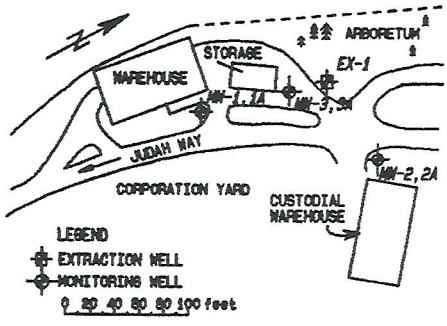 N
ARBORETUM
STORAGE
EX-1
WAREHOUSE
MW-1,1A
MW-3,3A
JUDAH WAY
MW-2,2A
CORPORATION YARD
CUSTODIAL
WAREHOUSE
LEGEND
EXTRACTION WELL
MONITORING WELL
0 20 40 60 80 100 feet